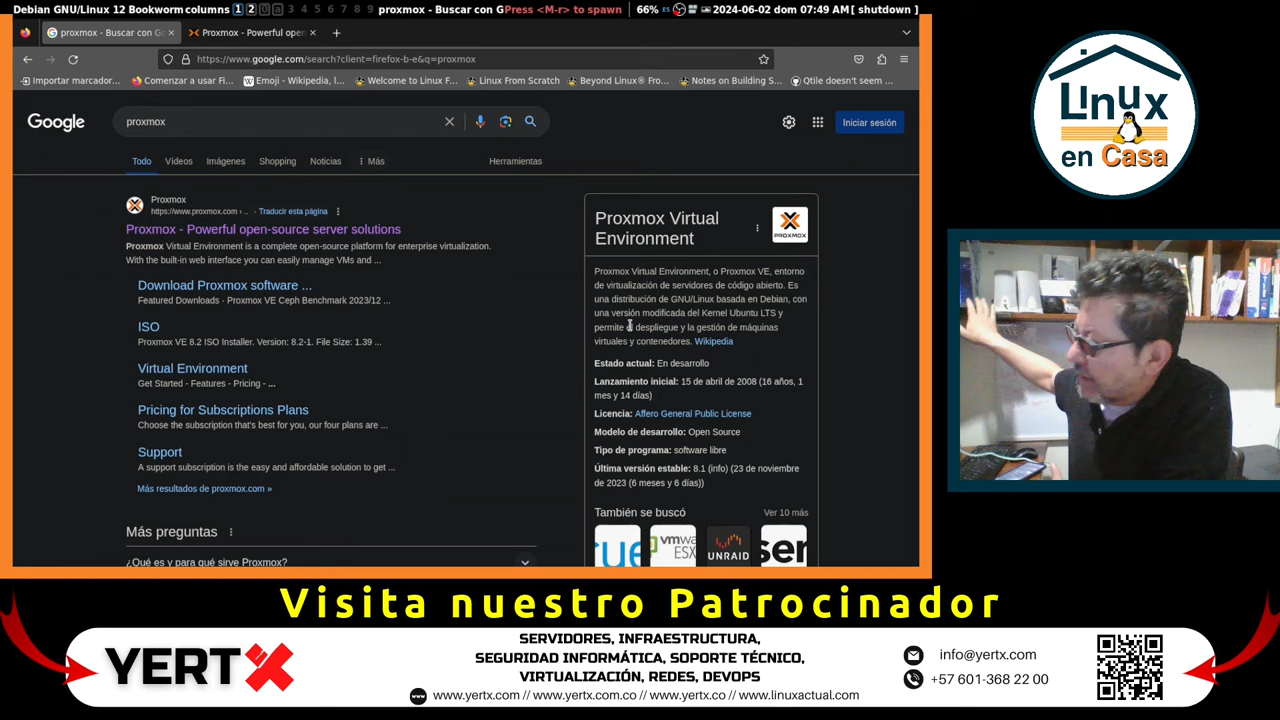 Debian GNU/Linux 12 Bookworm columns 1 2 3 4 5 6 7 8 9 proxmox - Buscar con G Press <M-r> to spawn 66% 2024-06-02 dom 07:49 AM [ shutdown ]
proxmox - Buscar con Go
Proxmox - Powerful open
https://www.google.com/search?client=firefox-b-e&q=proxmox
Importar marcador...
Comenzar a usar Fi...
Emoji - Wikipedia, l...
Welcome to Linux F...
Linux From Scratch
Beyond Linux® Fro...
Notes on Building S...
Qtile doesn't seem ...
Google
proxmox
Iniciar sesión
Todo
Vídeos
Imágenes
Shopping
Noticias
Más
Herramientas
Proxmox
https://www.proxmox.com › .. · Traducir esta página
Proxmox - Powerful open-source server solutions
Proxmox Virtual Environment is a complete open-source platform for enterprise virtualization.
With the built-in web interface you can easily manage VMs and ...
Download Proxmox software ...
Featured Downloads · Proxmox VE Ceph Benchmark 2023/12 ...
ISO
Proxmox VE 8.2 ISO Installer. Version: 8.2-1. File Size: 1.39 ...
Virtual Environment
Get Started - Features - Pricing - ...
Pricing for Subscriptions Plans
Choose the subscription that's best for you, our four plans are ...
Support
A support subscription is the easy and affordable solution to get ...
Más resultados de proxmox.com »
Más preguntas
¿Qué es y para qué sirve Proxmox?
Proxmox Virtual
Environment
PROXMOX
Proxmox Virtual Environment, o Proxmox VE, entorno
de virtualización de servidores de código abierto. Es
una distribución de GNU/Linux basada en Debian, con
una versión modificada del Kernel Ubuntu LTS y
permite el despliegue y la gestión de máquinas
virtuales y contenedores. Wikipedia
Estado actual: En desarrollo
Lanzamiento inicial: 15 de abril de 2008 (16 años, 1
mes y 14 días)
Licencia: Affero General Public License
Modelo de desarrollo: Open Source
Tipo de programa: software libre
Última versión estable: 8.1 (info) (23 de noviembre
de 2023 (6 meses y 6 días))
También se buscó
Ver 10 más
vmwa
ESX
UNRAID
ser
Linux
en Casa
Visita nuestro Patrocinador
YERTX
SERVIDORES, INFRAESTRUCTURA,
SEGURIDAD INFORMÁTICA, SOPORTE TÉCNICO,
VIRTUALIZACIÓN, REDES, DEVOPS
www.yertx.com // www.yertx.com.co // www.yertx.co // www.linuxactual.com
info@yertx.com
+57 601-368 22 00